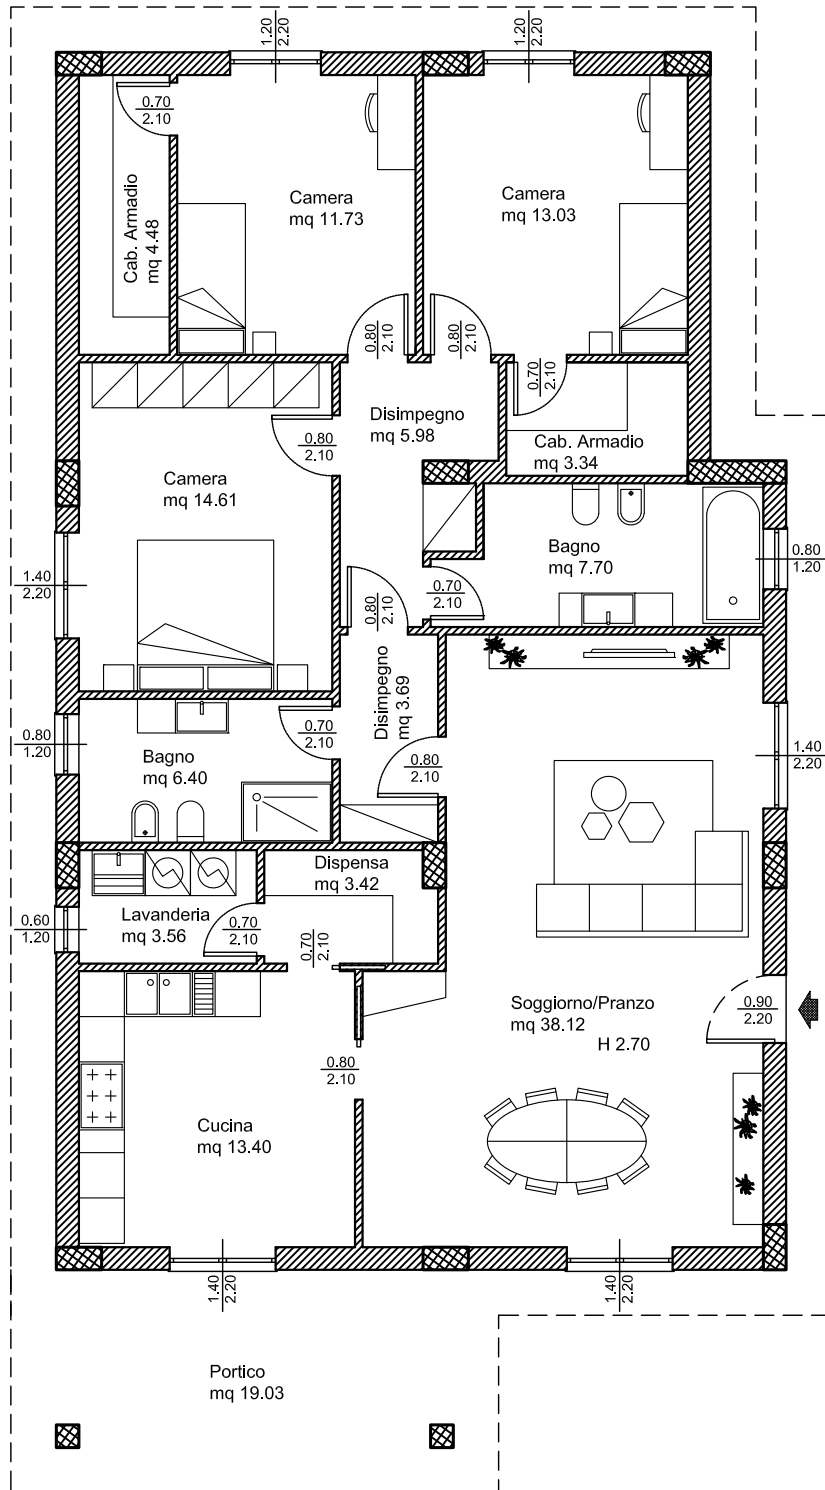 1.20
2.20
1.20
2.20
0.70
2.10
Camera
mq 11.73
Camera
mq 13.03
Cab. Armadio
mq 4.48
0.80
2.10
0.80
2.10
0.70
2.10
Disimpegno
mq 5.98
0.80
2.10
Cab. Armadio
mq 3.34
Camera
mq 14.61
Bagno
mq 7.70
0.80
1.20
1.40
2.20
0.70
2.10
0.80
2.10
Disimpegno
mq 3.69
0.80
1.20
0.70
2.10
Bagno
mq 6.40
0.80
2.10
1.40
2.20
Dispensa
mq 3.42
Lavanderia
mq 3.56
0.60
1.20
0.70
2.10
0.70
2.10
Soggiorno/Pranzo
mq 38.12
H 2.70
0.90
2.20
0.80
2.10
Cucina
mq 13.40
1.40
2.20
1.40
2.20
Portico
mq 19.03